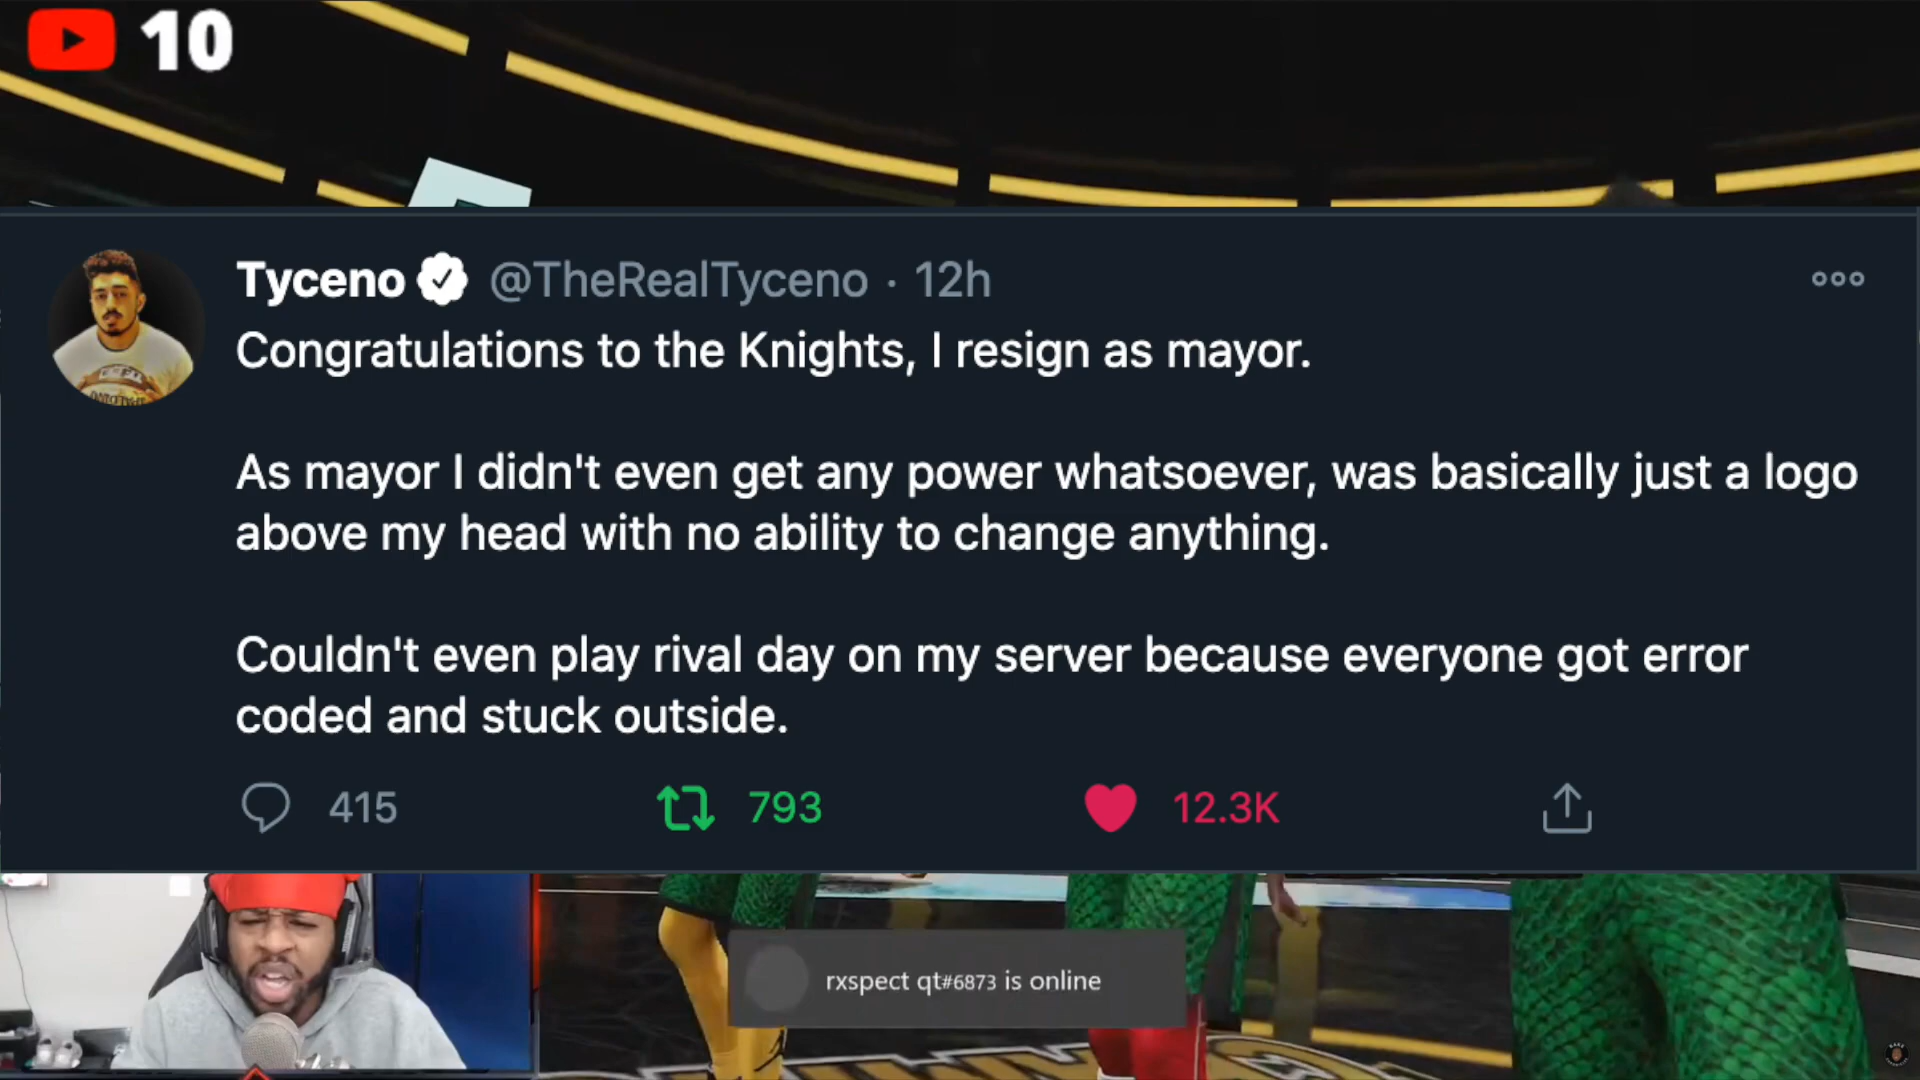 10
Tyceno @TheRealTyceno · 12h
Congratulations to the Knights, I resign as mayor.
As mayor I didn't even get any power whatsoever, was basically just a logo
above my head with no ability to change anything.
Couldn't even play rival day on my server because everyone got error
coded and stuck outside.
415 793 12.3K
rxspect qt#6873 is online